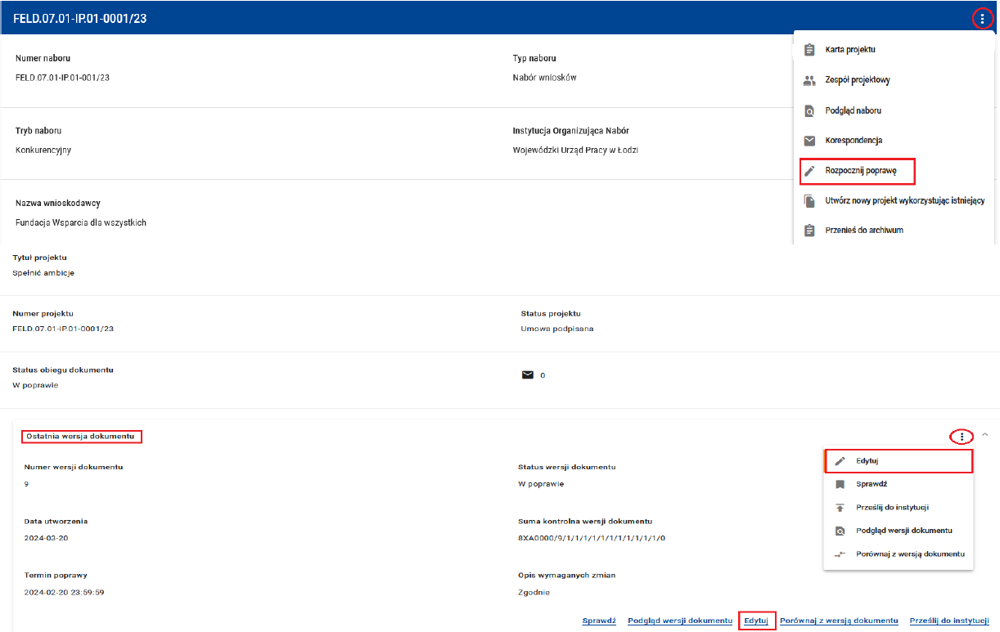 FELD.07.01-IP.01-0001/23
Karta projektu
Zespół projektowy
Podgląd naboru
Korespondencja
Rozpocznij poprawę
Utwórz nowy projekt wykorzystując istniejący
Przenieś do archiwum
Numer naboru
FELD.07.01-IP.01-001/23
Typ naboru
Nabór wniosków
Tryb naboru
Konkurencyjny
Instytucja Organizująca Nabór
Wojewódzki Urząd Pracy w Łodzi
Nazwa wnioskodawcy
Fundacja Wsparcia dla wszystkich
Tytuł projektu
Spełnić ambicje
Numer projektu
FELD.07.01-IP.01-0001/23
Status projektu
Umowa podpisana
Status obiegu dokumentu
W poprawie
0
Ostatnia wersja dokumentu
Numer wersji dokumentu
9
Status wersji dokumentu
W poprawie
Edytuj
Sprawdź
Prześlij do instytucji
Podgląd wersji dokumentu
Porównaj z wersją dokumentu
Data utworzenia
2024-03-20
Suma kontrolna wersji dokumentu
8XA0000/9/1/1/1/1/1/1/1/1/1/1/1/0
Termin poprawy
2024-02-20 23:59:59
Opis wymaganych zmian
Zgodnie
Sprawdź Podgląd wersji dokumentu Edytuj Porównaj z wersją dokumentu Prześlij do instytucji